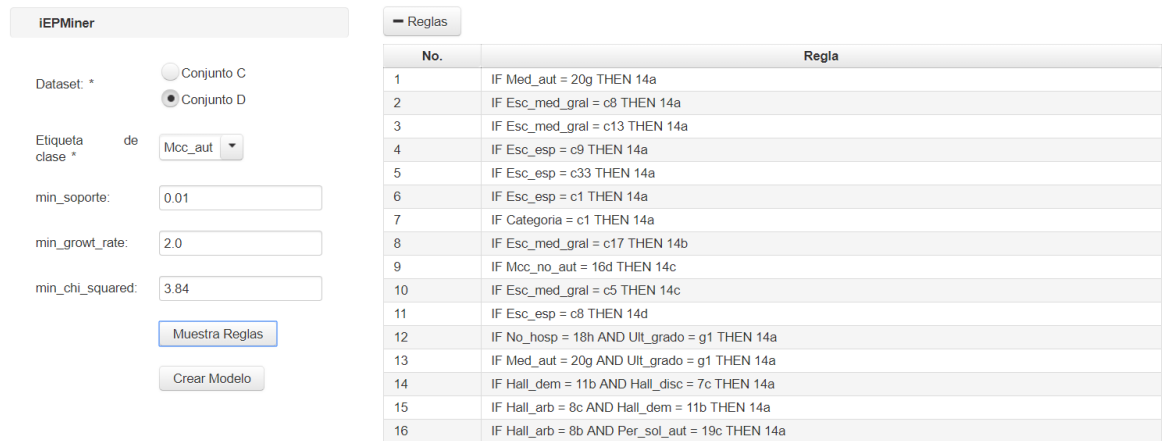 iEPMiner
Dataset: *
Conjunto C
Conjunto D
Etiqueta de
clase *
Mcc_aut
min_soporte:
0.01
min_growt_rate:
2.0
min_chi_squared:
3.84
Muestra Reglas
Crear Modelo
Reglas
No. Regla
1 IF Med_aut = 20g THEN 14a
2 IF Esc_med_gral = c8 THEN 14a
3 IF Esc_med_gral = c13 THEN 14a
4 IF Esc_esp = c9 THEN 14a
5 IF Esc_esp = c33 THEN 14a
6 IF Esc_esp = c1 THEN 14a
7 IF Categoria = c1 THEN 14a
8 IF Esc_med_gral = c17 THEN 14b
9 IF Mcc_no_aut = 16d THEN 14c
10 IF Esc_med_gral = c5 THEN 14c
11 IF Esc_esp = c8 THEN 14d
12 IF No_hosp = 18h AND Ult_grado = g1 THEN 14a
13 IF Med_aut = 20g AND Ult_grado = g1 THEN 14a
14 IF Hall_dem = 11b AND Hall_disc = 7c THEN 14a
15 IF Hall_arb = 8c AND Hall_dem = 11b THEN 14a
16 IF Hall_arb = 8b AND Per_sol_aut = 19c THEN 14a